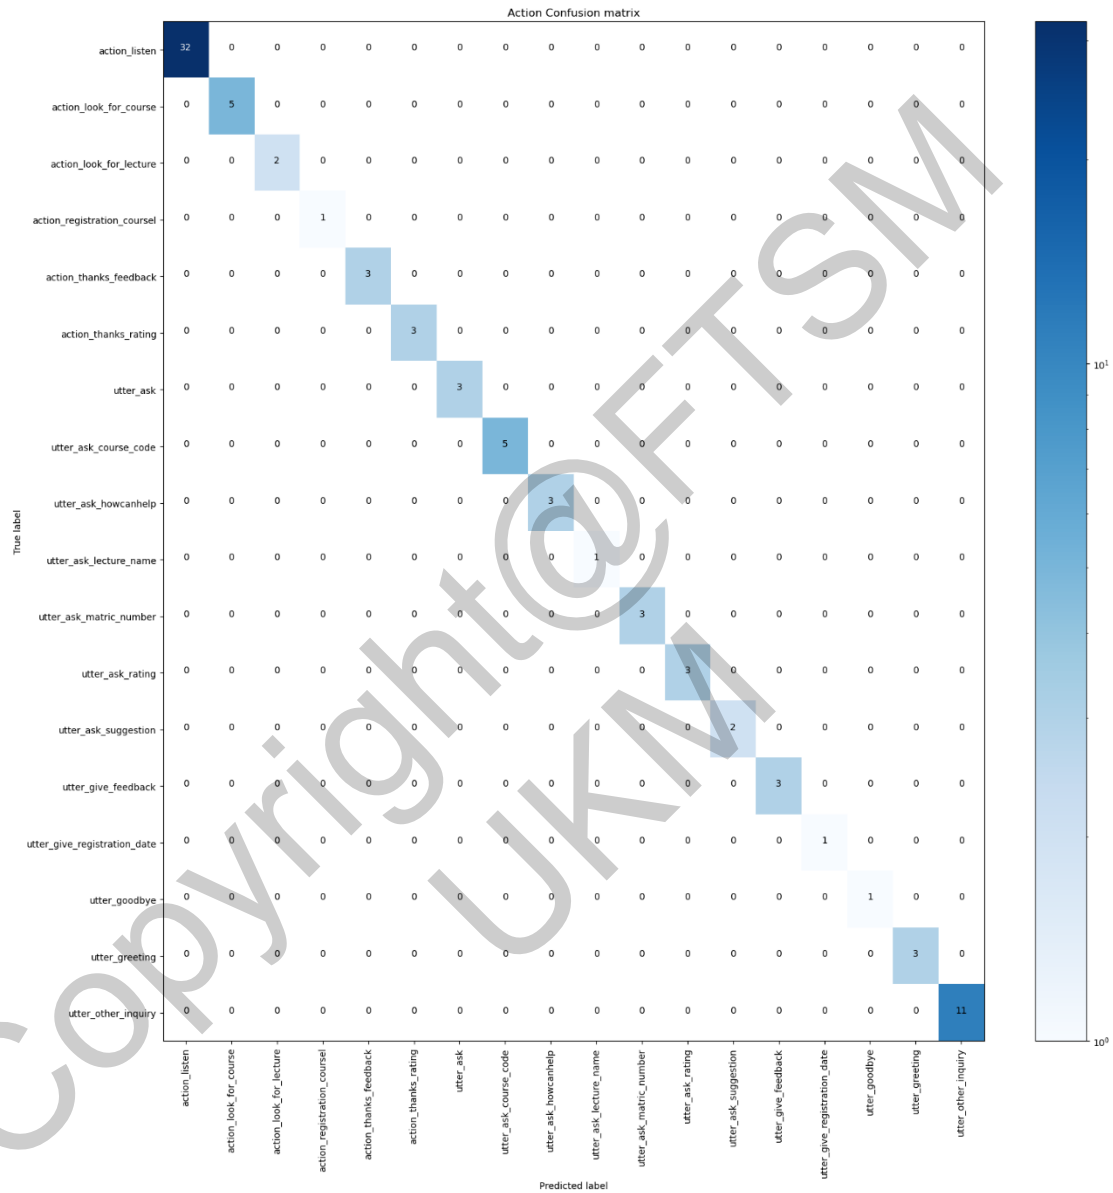 Action Confusion matrix
action_listen 32 0 0 0 0 0 0 0 0 0 0 0 0 0 0 0 0 0
action_look_for_course 0 5 0 0 0 0 0 0 0 0 0 0 0 0 0 0 0 0
action_look_for_lecture 0 0 2 0 0 0 0 0 0 0 0 0 0 0 0 0 0 0
action_registration_coursel 0 0 0 1 0 0 0 0 0 0 0 0 0 0 0 0 0 0
action_thanks_feedback 0 0 0 0 3 0 0 0 0 0 0 0 0 0 0 0 0 0
action_thanks_rating 0 0 0 0 0 3 0 0 0 0 0 0 0 0 0 0 0 0
10¹
utter_ask 0 0 0 0 0 0 3 0 0 0 0 0 0 0 0 0 0 0
utter_ask_course_code 0 0 0 0 0 0 0 5 0 0 0 0 0 0 0 0 0 0
utter_ask_howcanhelp 0 0 0 0 0 0 0 0 3 0 0 0 0 0 0 0 0 0
True label
utter_ask_lecture_name 0 0 0 0 0 0 0 0 0 1 0 0 0 0 0 0 0 0
utter_ask_matric_number 0 0 0 0 0 0 0 0 0 0 3 0 0 0 0 0 0 0
utter_ask_rating 0 0 0 0 0 0 0 0 0 0 0 3 0 0 0 0 0 0
utter_ask_suggestion 0 0 0 0 0 0 0 0 0 0 0 0 2 0 0 0 0 0
utter_give_feedback 0 0 0 0 0 0 0 0 0 0 0 0 0 3 0 0 0 0
utter_give_registration_date 0 0 0 0 0 0 0 0 0 0 0 0 0 0 1 0 0 0
utter_goodbye 0 0 0 0 0 0 0 0 0 0 0 0 0 0 0 1 0 0
utter_greeting 0 0 0 0 0 0 0 0 0 0 0 0 0 0 0 0 3 0
utter_other_inquiry 0 0 0 0 0 0 0 0 0 0 0 0 0 0 0 0 0 11
10⁰
action_listen
action_look_for_course
action_look_for_lecture
action_registration_coursel
action_thanks_feedback
action_thanks_rating
utter_ask
utter_ask_course_code
utter_ask_howcanhelp
utter_ask_lecture_name
utter_ask_matric_number
utter_ask_rating
utter_ask_suggestion
utter_give_feedback
utter_give_registration_date
utter_goodbye
utter_greeting
utter_other_inquiry
Predicted label
Copyright@FTSM
UKM